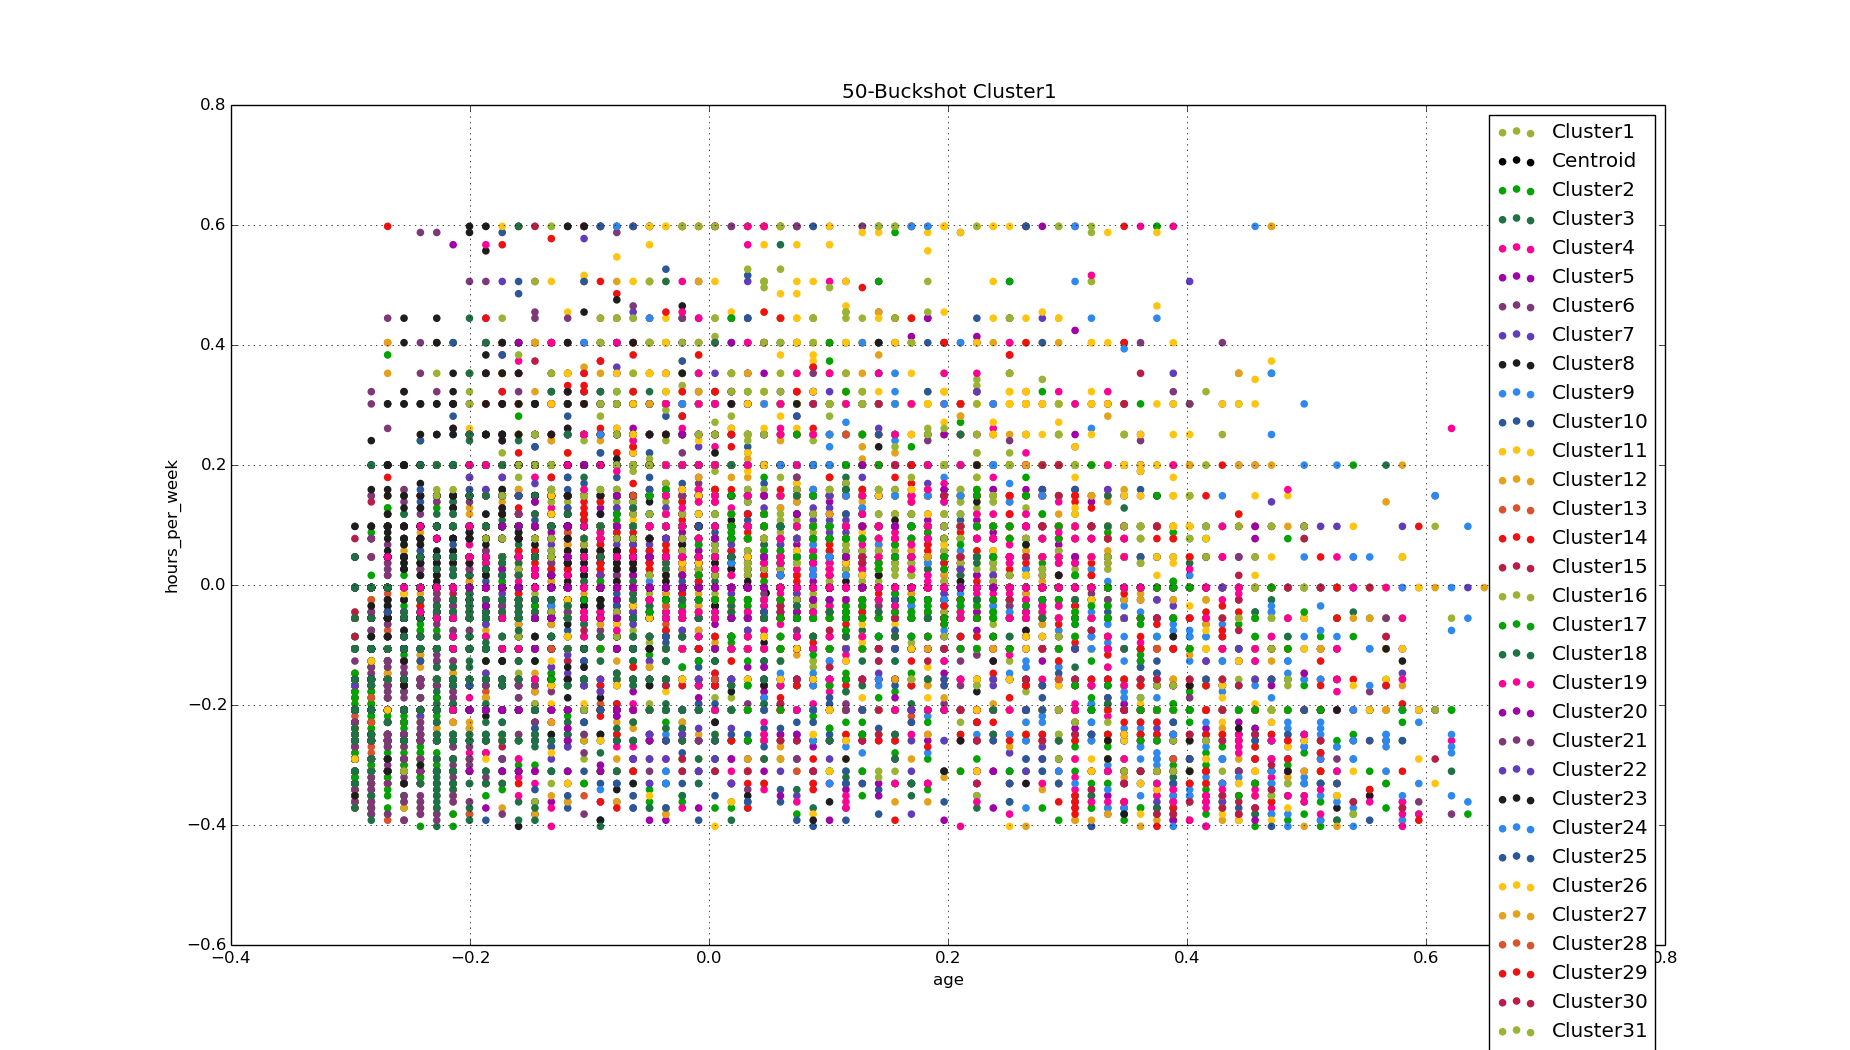 50-Buckshot Cluster1
0.8
0.6
0.4
0.2
0.0
−0.2
−0.4
−0.6
hours_per_week
−0.4
−0.2
0.0
0.2
0.4
0.6
0.8
age
Cluster1
Centroid
Cluster2
Cluster3
Cluster4
Cluster5
Cluster6
Cluster7
Cluster8
Cluster9
Cluster10
Cluster11
Cluster12
Cluster13
Cluster14
Cluster15
Cluster16
Cluster17
Cluster18
Cluster19
Cluster20
Cluster21
Cluster22
Cluster23
Cluster24
Cluster25
Cluster26
Cluster27
Cluster28
Cluster29
Cluster30
Cluster31